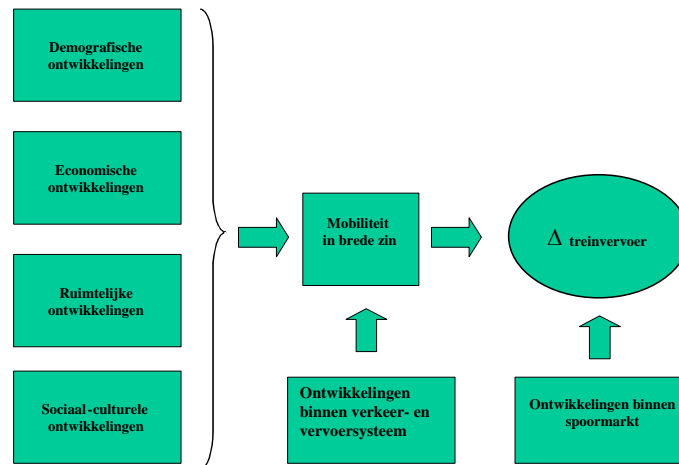 Demografische
ontwikkelingen
Economische
ontwikkelingen
Ruimtelijke
ontwikkelingen
Sociaal-culturele
ontwikkelingen
Mobiliteit
in brede zin
Δ treinvervoer
Ontwikkelingen
binnen verkeer- en
vervoersysteem
Ontwikkelingen binnen
spoormarkt